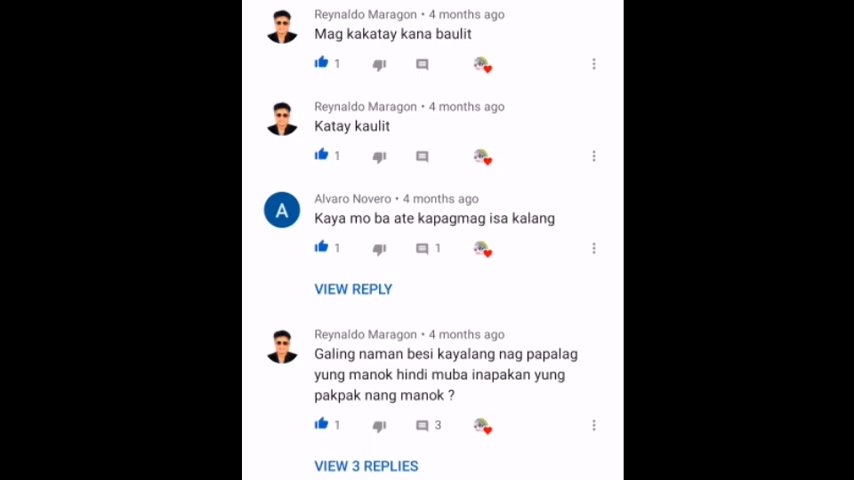 Reynaldo Maragon • 4 months ago
Mag kakatay kana baulit
1
Reynaldo Maragon • 4 months ago
Katay kaulit
1
A
Alvaro Novero • 4 months ago
Kaya mo ba ate kapagmag isa kalang
1 1
VIEW REPLY
Reynaldo Maragon • 4 months ago
Galing naman besi kayalang nag papalag
yung manok hindi muba inapakan yung
pakpak nang manok ?
1 3
VIEW 3 REPLIES